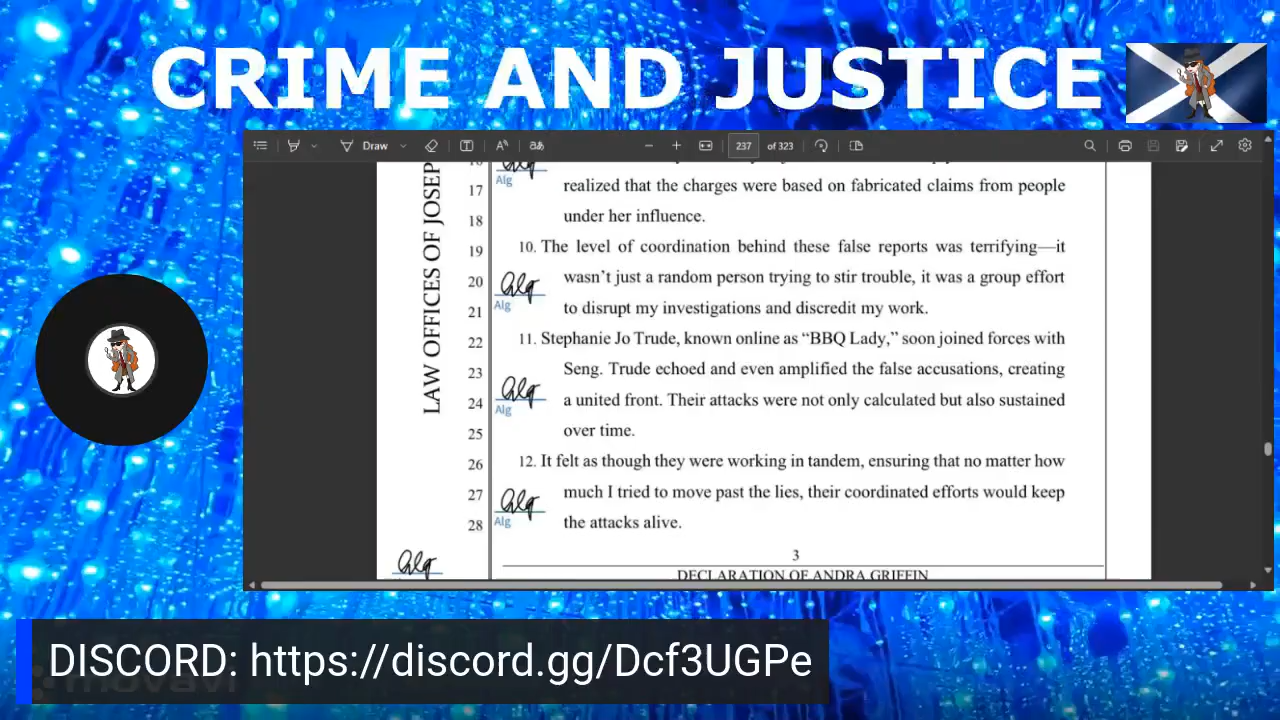 CRIME AND JUSTICE
Draw
237 of 323
LAW OFFICES OF JOSEP
Alg
17 realized that the charges were based on fabricated claims from people
18 under her influence.
19 10. The level of coordination behind these false reports was terrifying—it
20 wasn’t just a random person trying to stir trouble, it was a group effort
Alg
21 to disrupt my investigations and discredit my work.
22 11. Stephanie Jo Trude, known online as “BBQ Lady,” soon joined forces with
23 Seng. Trude echoed and even amplified the false accusations, creating
24 a united front. Their attacks were not only calculated but also sustained
Alg
25 over time.
26 12. It felt as though they were working in tandem, ensuring that no matter how
27 much I tried to move past the lies, their coordinated efforts would keep
28 the attacks alive.
Alg
Alg
3
DECLARATION OF ANDRA GRIFFIN
DISCORD: https://discord.gg/Dcf3UGPe